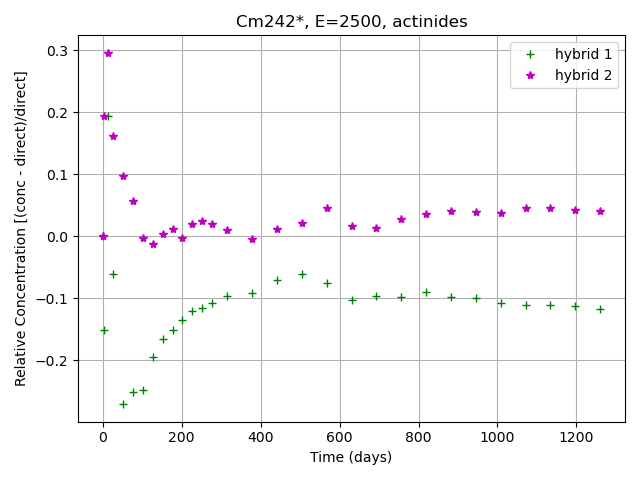 Cm242*, E=2500, actinides
hybrid 1
hybrid 2
Relative Concentration [(conc - direct)/direct]
0.3
0.2
0.1
0.0
−0.1
−0.2
0 200 400 600 800 1000 1200
Time (days)